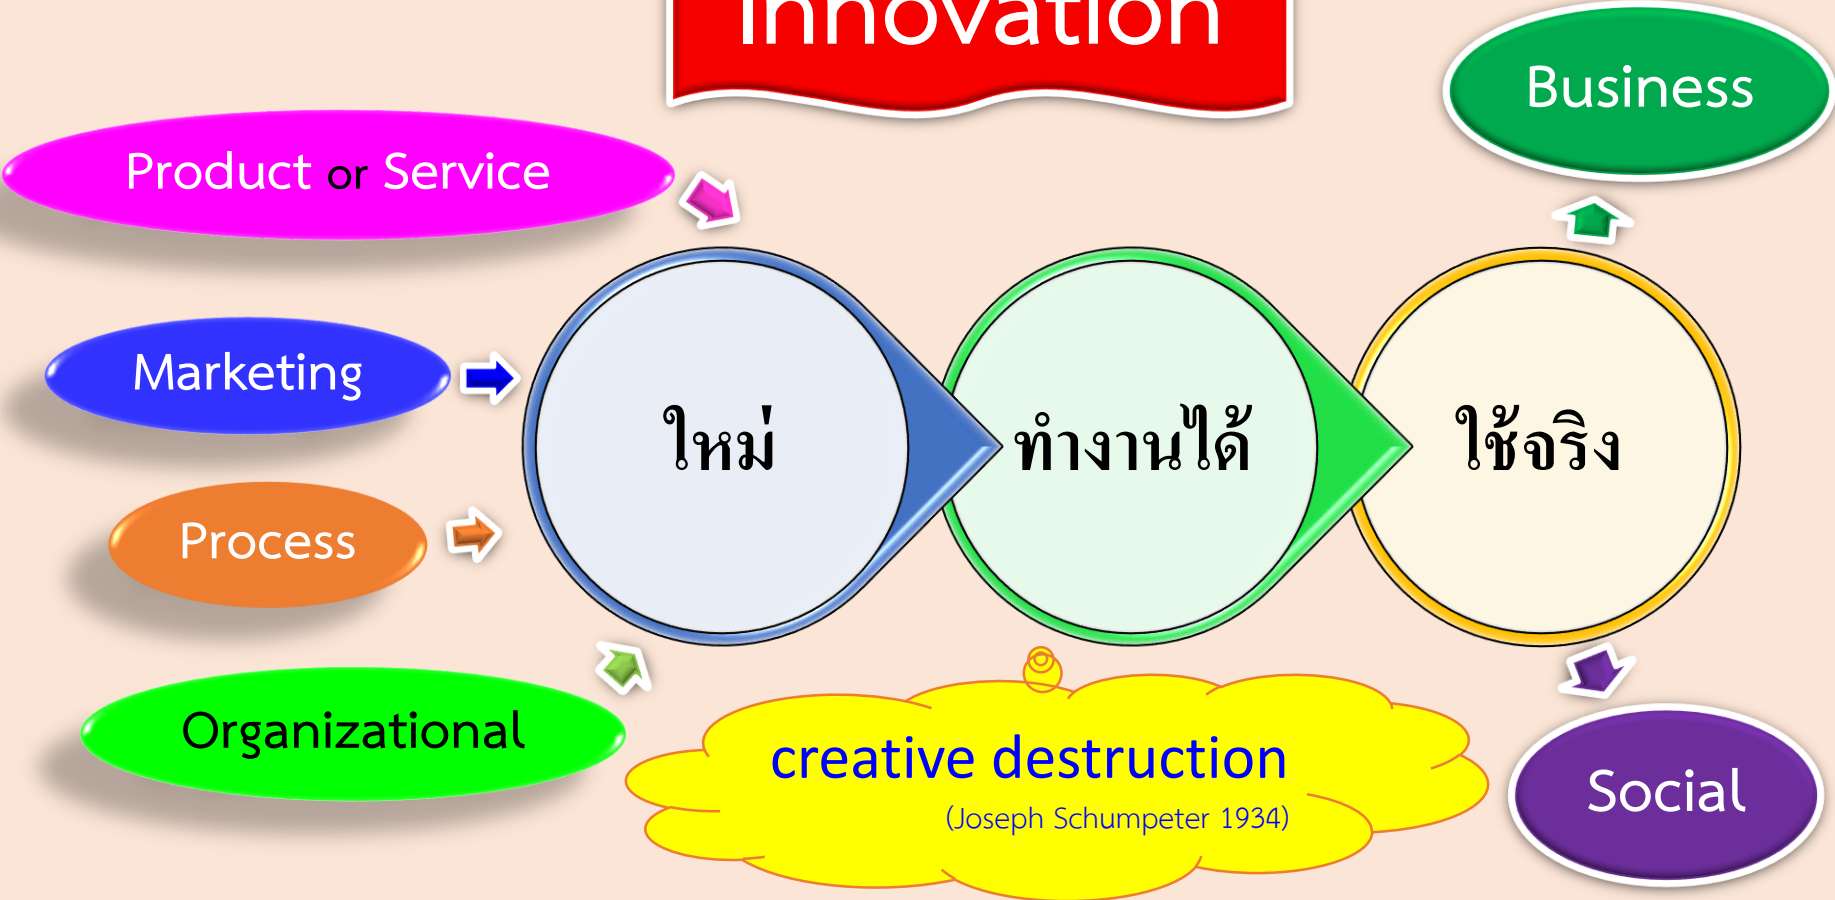 Innovation
Business
Product or Service
Marketing
Process
Organizational
ใหม่
ทำงานได้
ใช้จริง
creative destruction
(Joseph Schumpeter 1934)
Social